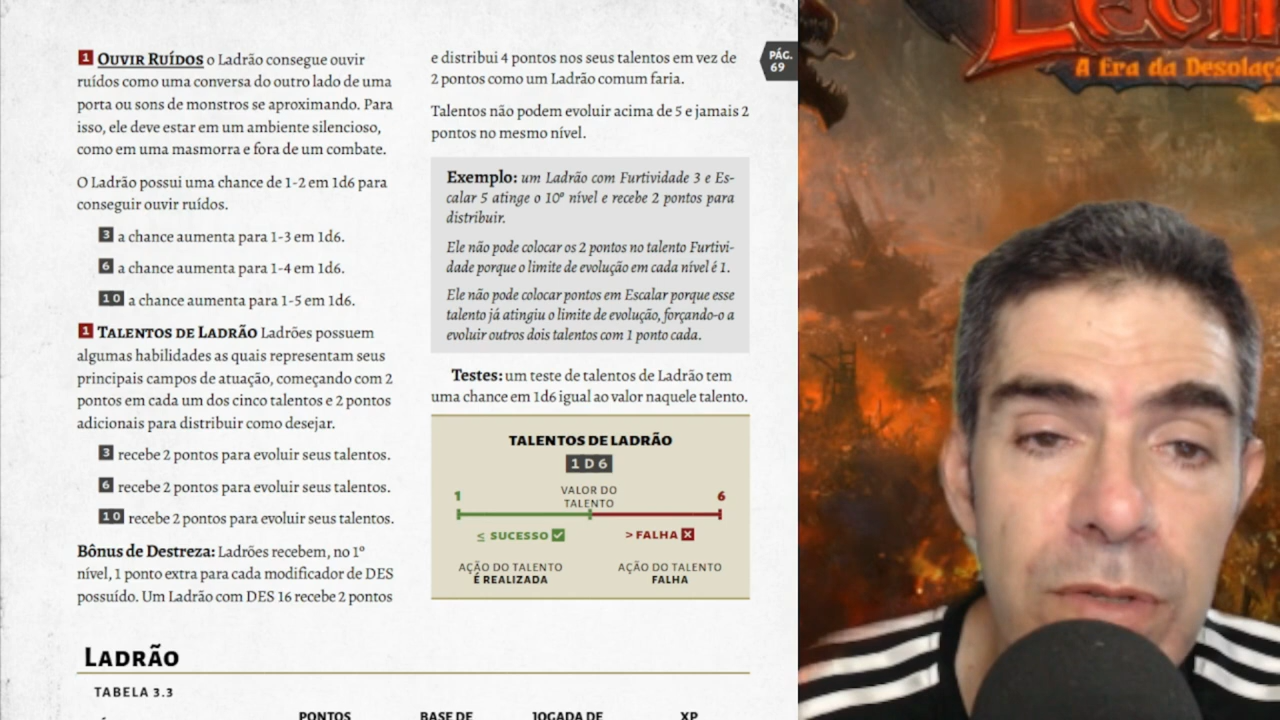 1 OUVIR RUÍDOS o Ladrão consegue ouvir
ruídos como uma conversa do outro lado de uma
porta ou sons de monstros se aproximando. Para
isso, ele deve estar em um ambiente silencioso,
como em uma masmorra e fora de um combate.
O Ladrão possui uma chance de 1-2 em 1d6 para
conseguir ouvir ruídos.
3 a chance aumenta para 1-3 em 1d6.
6 a chance aumenta para 1-4 em 1d6.
10 a chance aumenta para 1-5 em 1d6.
1 TALENTOS DE LADRÃO Ladrões possuem
algumas habilidades as quais representam seus
principais campos de atuação, começando com 2
pontos em cada um dos cinco talentos e 2 pontos
adicionais para distribuir como desejar.
3 recebe 2 pontos para evoluir seus talentos.
6 recebe 2 pontos para evoluir seus talentos.
10 recebe 2 pontos para evoluir seus talentos.
Bônus de Destreza: Ladrões recebem, no 1º
nível, 1 ponto extra para cada modificador de DES
possuído. Um Ladrão com DES 16 recebe 2 pontos
e distribui 4 pontos nos seus talentos em vez de
2 pontos como um Ladrão comum faria.
Talentos não podem evoluir acima de 5 e jamais 2
pontos no mesmo nível.
Exemplo: um Ladrão com Furtividade 3 e Es-
calar 5 atinge o 10º nível e recebe 2 pontos para
distribuir.
Ele não pode colocar os 2 pontos no talento Furtivi-
dade porque o limite de evolução em cada nível é 1.
Ele não pode colocar pontos em Escalar porque esse
talento já atingiu o limite de evolução, forçando-o a
evoluir outros dois talentos com 1 ponto cada.
Testes: um teste de talentos de Ladrão tem
uma chance em 1d6 igual ao valor naquele talento.
TALENTOS DE LADRÃO
1D6
1 VALOR DO 6
TALENTO
≤ SUCESSO > FALHA
AÇÃO DO TALENTO AÇÃO DO TALENTO
É REALIZADA FALHA
LADRÃO
TABELA 3.3
PONTOS BASE DE JOGADA DE XP
PÁG.
69
A Era da